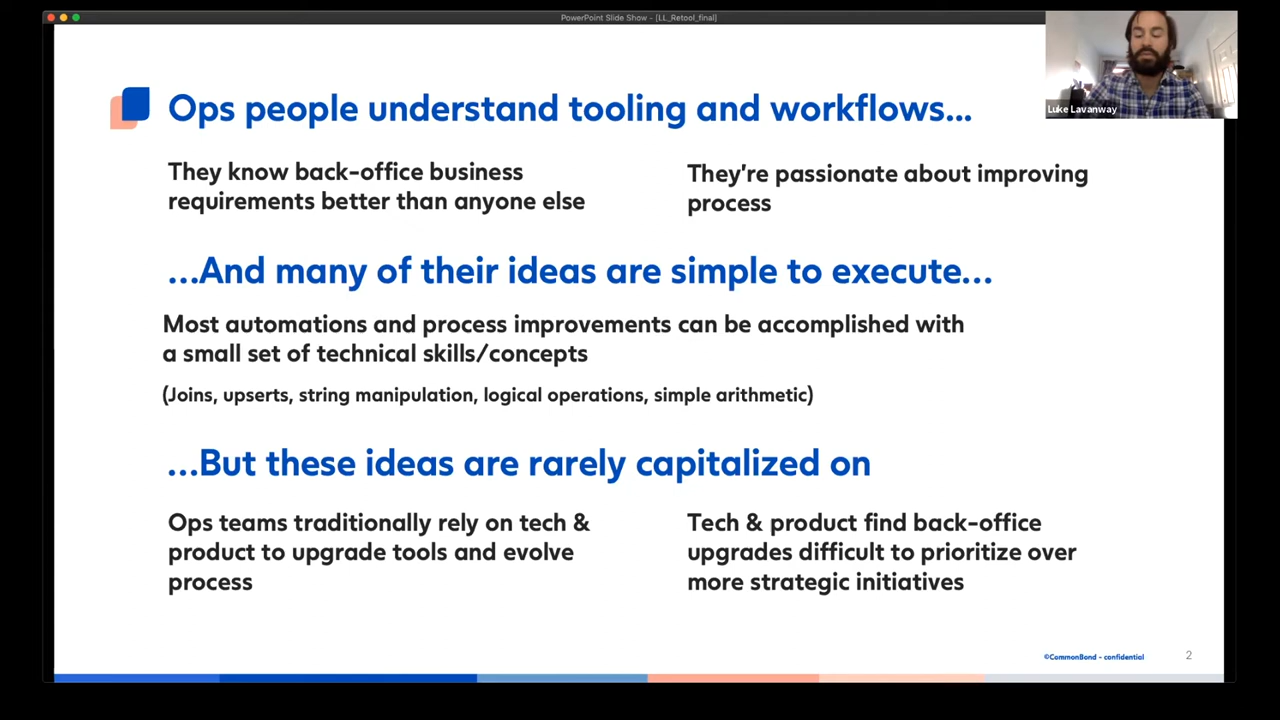 PowerPoint Slide Show - [LL_Retool_final]
Luke Lavanway
Ops people understand tooling and workflows...
They know back-office business
requirements better than anyone else
They're passionate about improving
process
...And many of their ideas are simple to execute...
Most automations and process improvements can be accomplished with
a small set of technical skills/concepts
(Joins, upserts, string manipulation, logical operations, simple arithmetic)
...But these ideas are rarely capitalized on
Ops teams traditionally rely on tech &
product to upgrade tools and evolve
process
Tech & product find back-office
upgrades difficult to prioritize over
more strategic initiatives
©CommonBond - confidential
2